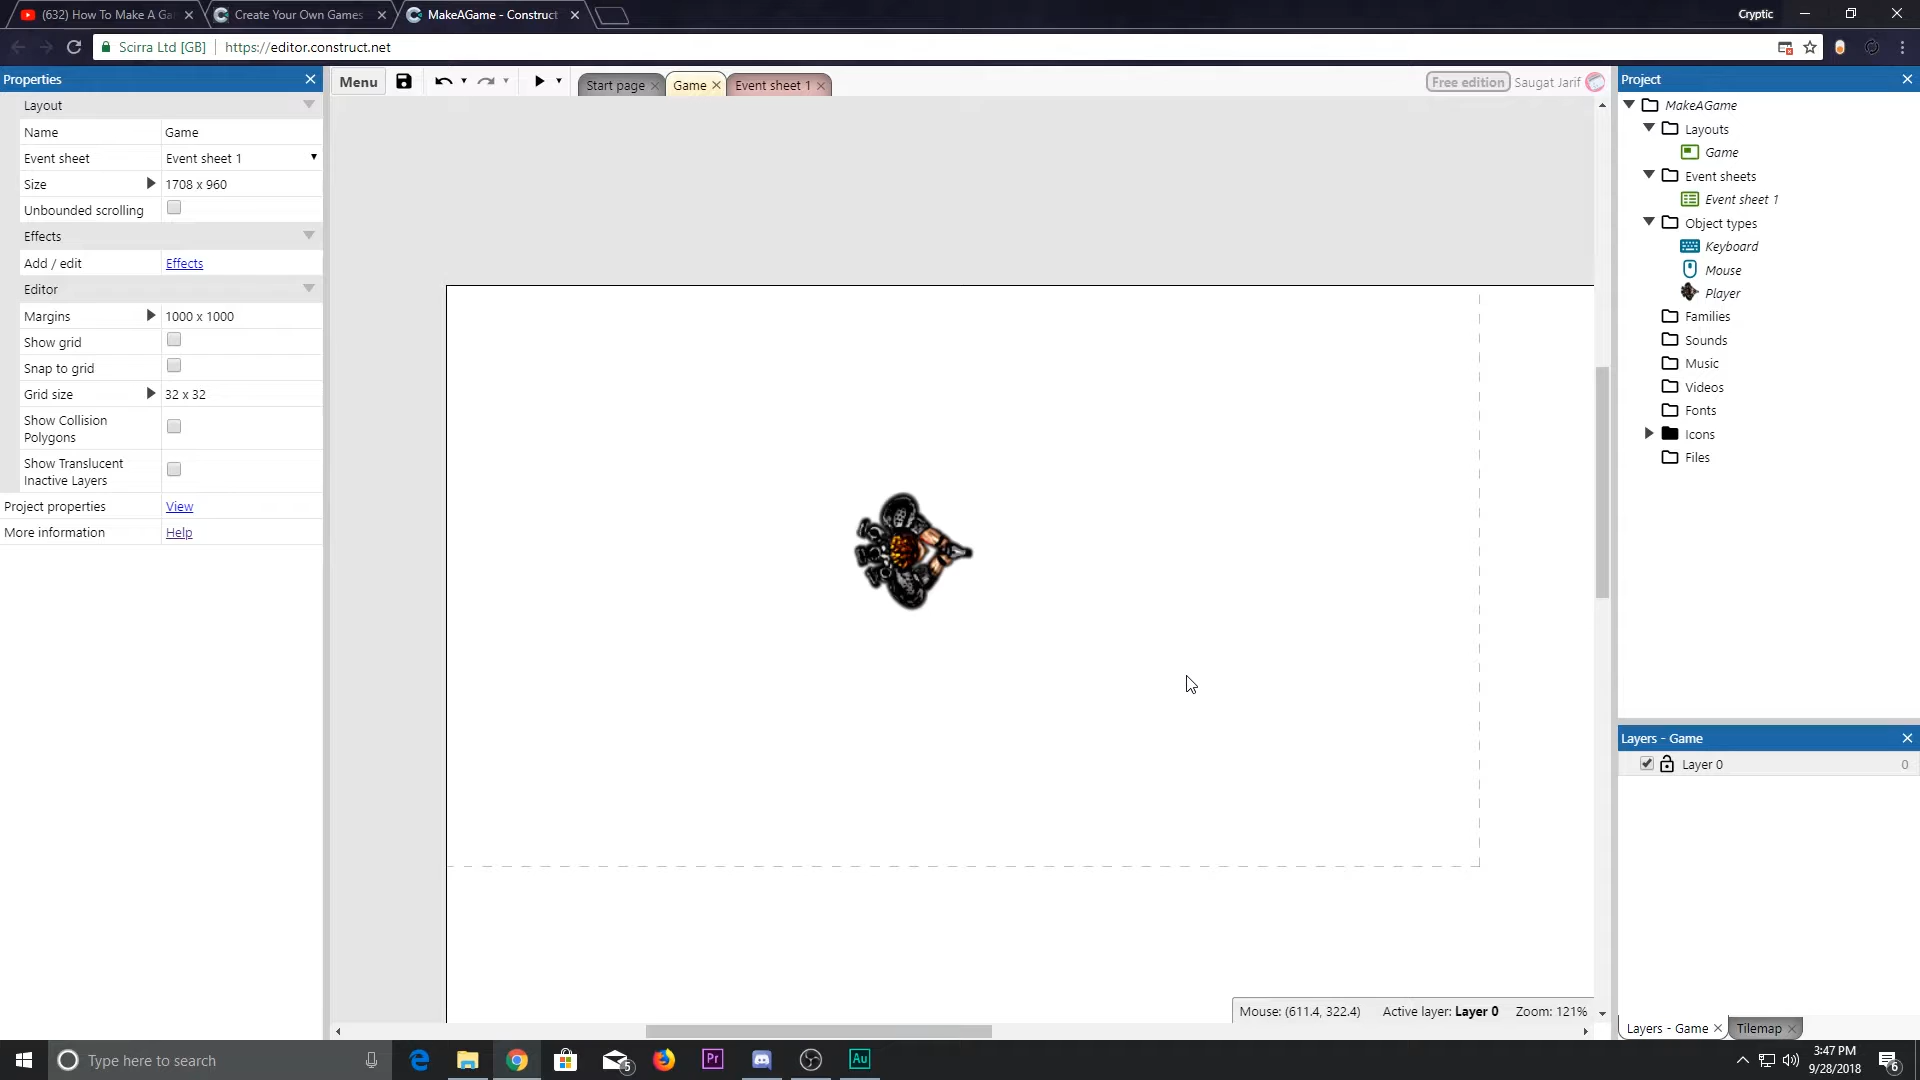 (632) How To Make A Ga
Create Your Own Games
MakeAGame - Construct
Cryptic
Scirra Ltd [GB]
https://editor.construct.net
Properties
Layout
Name
Game
Event sheet
Event sheet 1
Size
1708 x 960
Unbounded scrolling
Effects
Add / edit
Effects
Editor
Margins
1000 x 1000
Show grid
Snap to grid
Grid size
32 x 32
Show Collision
Polygons
Show Translucent
Inactive Layers
Project properties
View
More information
Help
Menu
Start page
Game
Event sheet 1
Free edition
Saugat Jarif
Mouse: (611.4, 322.4)
Active layer: Layer 0
Zoom: 121%
Project
MakeAGame
Layouts
Game
Event sheets
Event sheet 1
Object types
Keyboard
Mouse
Player
Families
Sounds
Music
Videos
Fonts
Icons
Files
Layers - Game
Layer 0
0
Layers - Game
Tilemap
Type here to search
5
Pr
Au
3:47 PM
9/28/2018
6